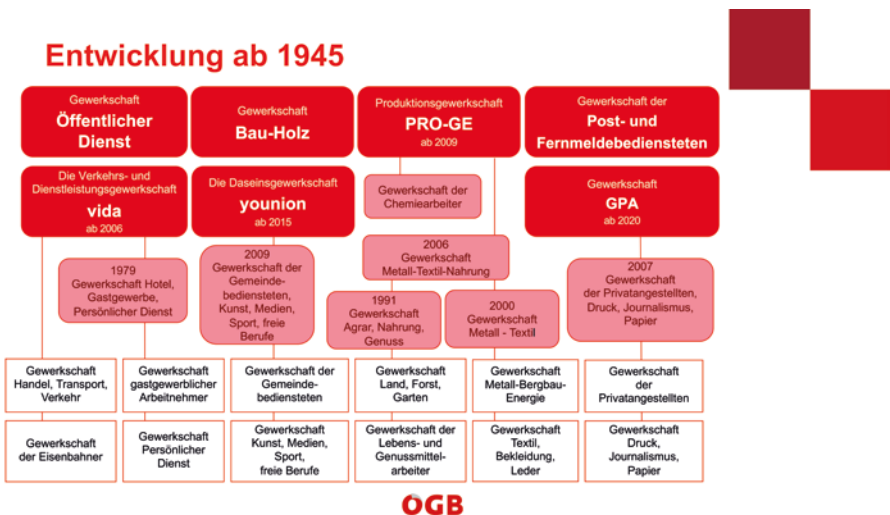 Entwicklung ab 1945
Gewerkschaft
Öffentlicher
Dienst
Gewerkschaft
Bau-Holz
Produktionsgewerkschaft
PRO-GE
ab 2009
Gewerkschaft der
Post- und
Fernmeldebediensteten
Die Verkehrs- und
Dienstleistungsgewerkschaft
vida
ab 2006
Die Daseinsgewerkschaft
younion
ab 2015
Gewerkschaft der
Chemiearbeiter
Gewerkschaft
GPA
ab 2020
1979
Gewerkschaft Hotel,
Gastgewerbe,
Persönlicher Dienst
2009
Gewerkschaft der
Gemeinde-
bediensteten,
Kunst, Medien,
Sport, freie
Berufe
2006
Gewerkschaft
Metall-Textil-Nahrung
1991
Gewerkschaft
Agrar, Nahrung,
Genuss
2000
Gewerkschaft
Metall - Textil
2007
Gewerkschaft
der Privatangestellten,
Druck, Journalismus,
Papier
Gewerkschaft
Handel, Transport,
Verkehr
Gewerkschaft
gastgewerblicher
Arbeitnehmer
Gewerkschaft der
Gemeinde-
bediensteten
Gewerkschaft
Land, Forst,
Garten
Gewerkschaft
Metall-Bergbau-
Energie
Gewerkschaft
der
Privatangestellten
Gewerkschaft
der Eisenbahner
Gewerkschaft
Persönlicher
Dienst
Gewerkschaft
Kunst, Medien,
Sport,
freie Berufe
Gewerkschaft der
Lebens- und
Genussmittel-
arbeiter
Gewerkschaft
Textil,
Bekleidung,
Leder
Gewerkschaft
Druck,
Journalismus,
Papier
ÖGB